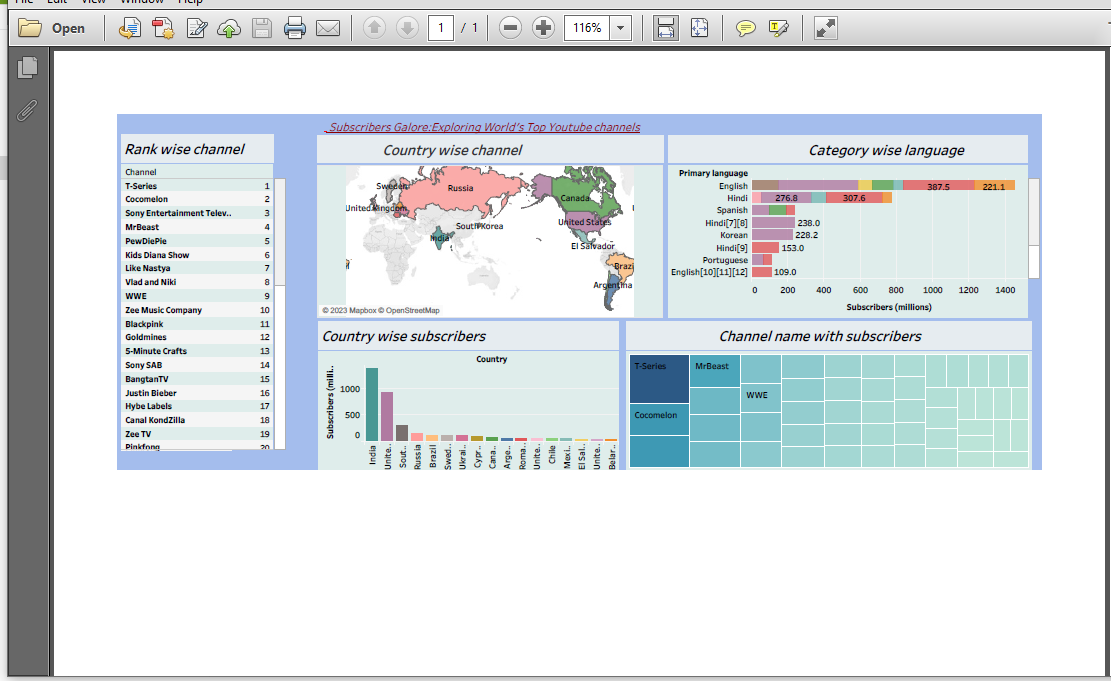 File Edit View Window Help
Open
1 / 1
116%
Subscribers Galore:Exploring World's Top Youtube channels
Rank wise channel
Channel
T-Series 1
Cocomelon 2
Sony Entertainment Telev.. 3
MrBeast 4
PewDiePie 5
Kids Diana Show 6
Like Nastya 7
Vlad and Niki 8
WWE 9
Zee Music Company 10
Blackpink 11
Goldmines 12
5-Minute Crafts 13
Sony SAB 14
BangtanTV 15
Justin Bieber 16
Hybe Labels 17
Canal KondZilla 18
Zee TV 19
Pinkfong 20
Country wise channel
Sweden
Russia
Canada
United Kingdom
South Korea
United States
India
El Salvador
Brazi
Argentina
© 2023 Mapbox © OpenStreetMap
Category wise language
Primary language
English 387.5 221.1
Hindi 276.8 307.6
Spanish
Hindi[7][8] 238.0
Korean 228.2
Hindi[9] 153.0
Portuguese
English[10][11][12] 109.0
0 200 400 600 800 1000 1200 1400
Subscribers (millions)
Country wise subscribers
Country
Subscribers (milli..
1000
500
0
India
Unite..
Sout..
Russia
Brazil
Swed..
Ukrai..
Cypr..
Cana..
Arge..
Roma..
Unite..
Chile
Mexi..
El Sal..
Unite..
Belar..
Channel name with subscribers
T-Series
MrBeast
WWE
Cocomelon